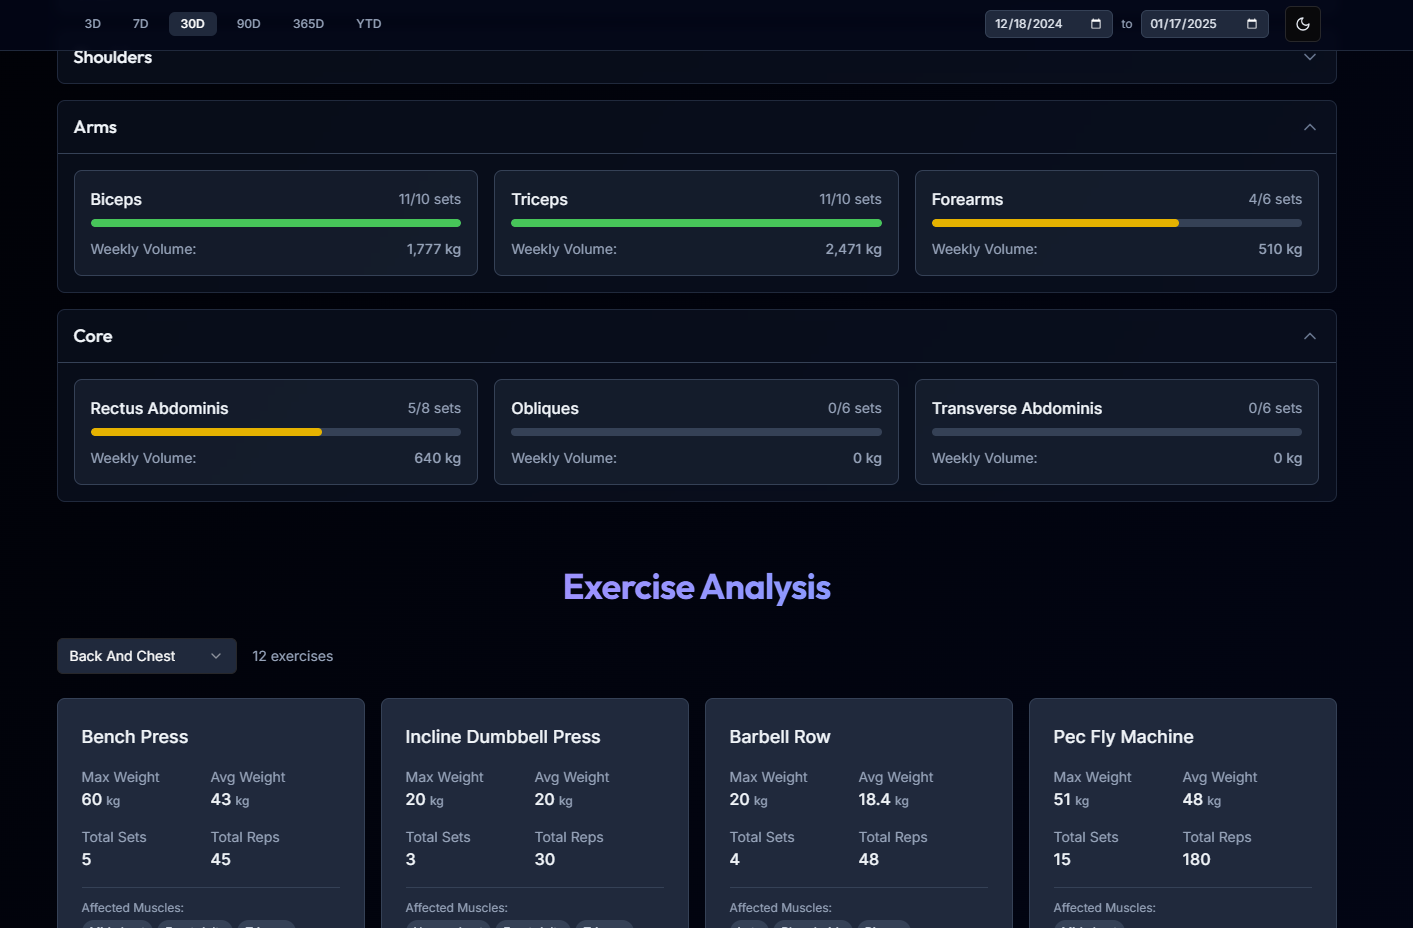 3D 7D 30D 90D 365D YTD 12/18/2024 to 01/17/2025
Shoulders
Arms
Biceps 11/10 sets
Weekly Volume: 1,777 kg
Triceps 11/10 sets
Weekly Volume: 2,471 kg
Forearms 4/6 sets
Weekly Volume: 510 kg
Core
Rectus Abdominis 5/8 sets
Weekly Volume: 640 kg
Obliques 0/6 sets
Weekly Volume: 0 kg
Transverse Abdominis 0/6 sets
Weekly Volume: 0 kg
Exercise Analysis
Back And Chest 12 exercises
Bench Press
Max Weight Avg Weight
60 kg 43 kg
Total Sets Total Reps
5 45
Affected Muscles:
Incline Dumbbell Press
Max Weight Avg Weight
20 kg 20 kg
Total Sets Total Reps
3 30
Affected Muscles:
Barbell Row
Max Weight Avg Weight
20 kg 18.4 kg
Total Sets Total Reps
4 48
Affected Muscles:
Pec Fly Machine
Max Weight Avg Weight
51 kg 48 kg
Total Sets Total Reps
15 180
Affected Muscles: